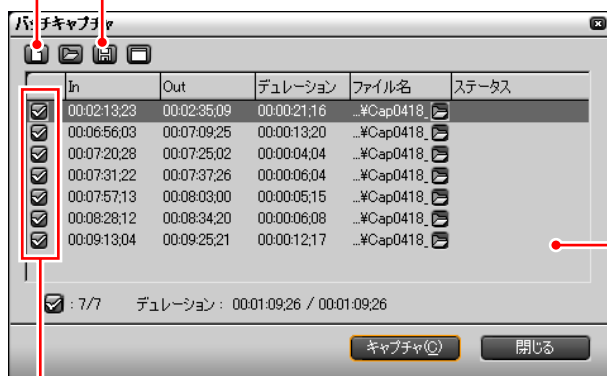 バッチキャプチャ
In Out デュレーション ファイル名 ステータス
00:02:13;23 00:02:35;09 00:00:21;16 ...¥Cap0418_
00:06:56;03 00:07:09;25 00:00:13;20 ...¥Cap0418_
00:07:20;28 00:07:25;02 00:00:04;04 ...¥Cap0418_
00:07:31;22 00:07:37;26 00:00:06;04 ...¥Cap0418_
00:07:57;13 00:08:03;00 00:00:05;15 ...¥Cap0418_
00:08:28;12 00:08:34;20 00:00:06;08 ...¥Cap0418_
00:09:13;04 00:09:25;21 00:00:12;17 ...¥Cap0418_
: 7/7 デュレーション : 00:01:09;26 / 00:01:09;26
キャプチャ(C) 閉じる